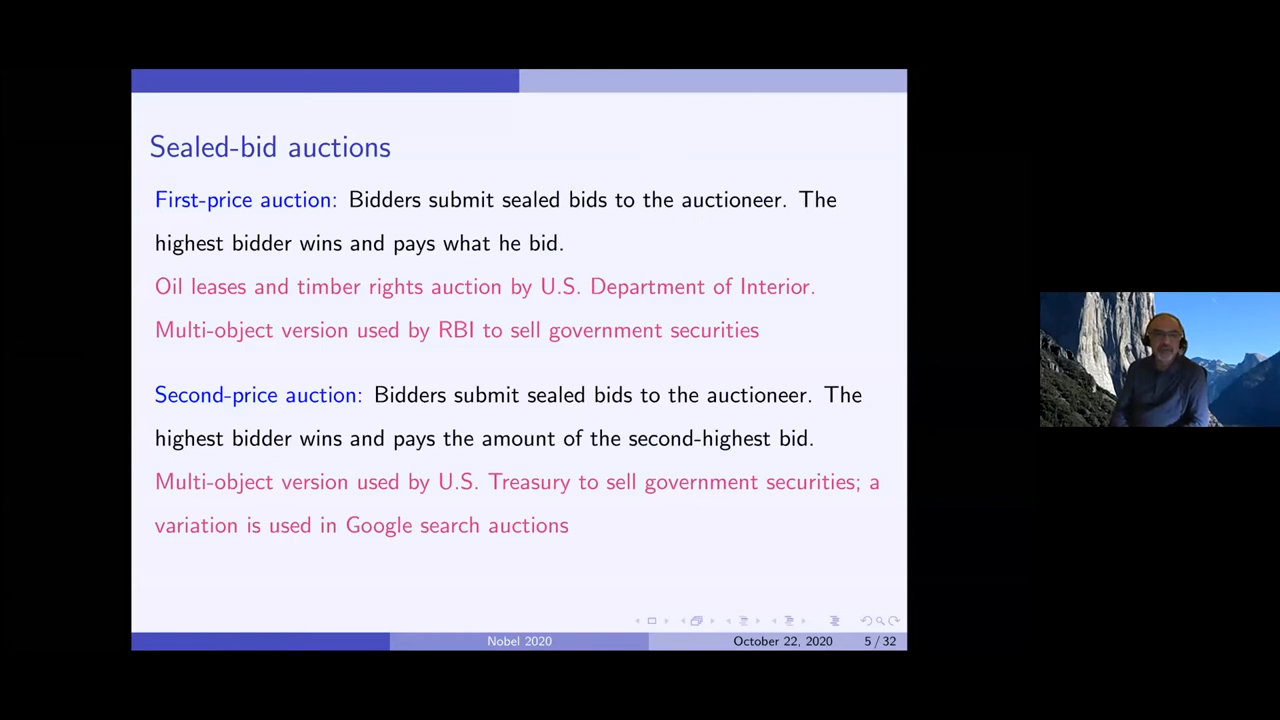 Sealed-bid auctions
First-price auction: Bidders submit sealed bids to the auctioneer. The
highest bidder wins and pays what he bid.
Oil leases and timber rights auction by U.S. Department of Interior.
Multi-object version used by RBI to sell government securities
Second-price auction: Bidders submit sealed bids to the auctioneer. The
highest bidder wins and pays the amount of the second-highest bid.
Multi-object version used by U.S. Treasury to sell government securities; a
variation is used in Google search auctions
Nobel 2020 October 22, 2020 5 / 32